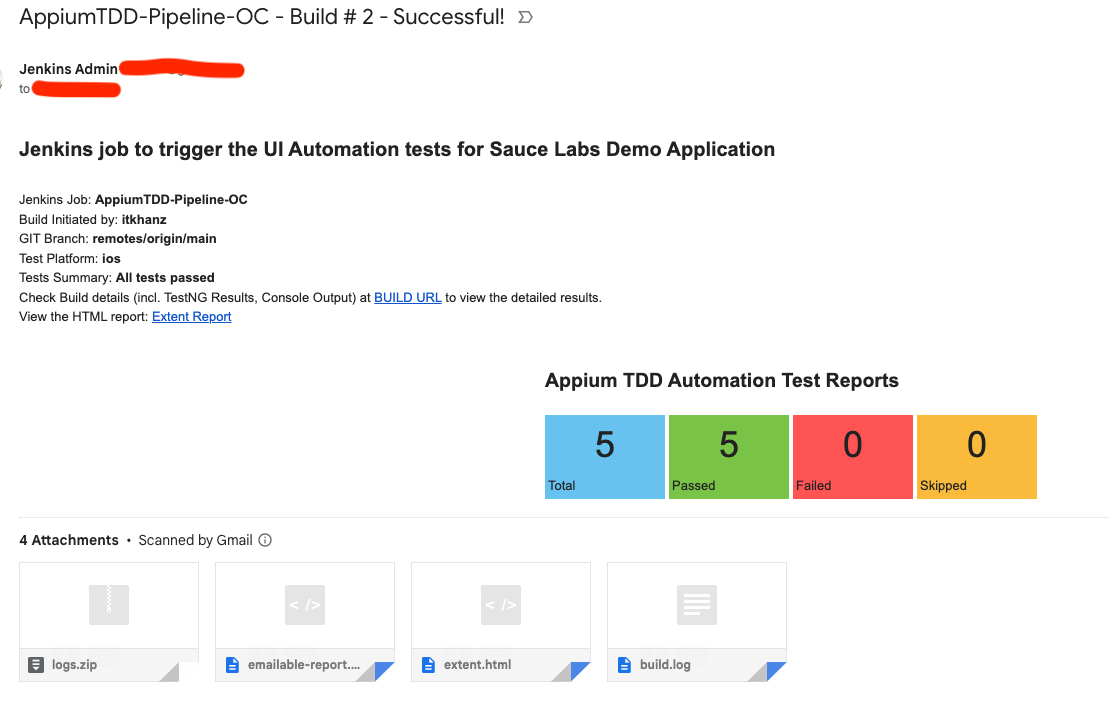 AppiumTDD-Pipeline-OC - Build # 2 - Successful!
Jenkins Admin
to
Jenkins job to trigger the UI Automation tests for Sauce Labs Demo Application
Jenkins Job: AppiumTDD-Pipeline-OC
Build Initiated by: itkhanz
GIT Branch: remotes/origin/main
Test Platform: ios
Tests Summary: All tests passed
Check Build details (incl. TestNG Results, Console Output) at BUILD URL to view the detailed results.
View the HTML report: Extent Report
Appium TDD Automation Test Reports
5 5 0 0
Total Passed Failed Skipped
4 Attachments • Scanned by Gmail
< /> < />
logs.zip emailable-report.... extent.html build.log